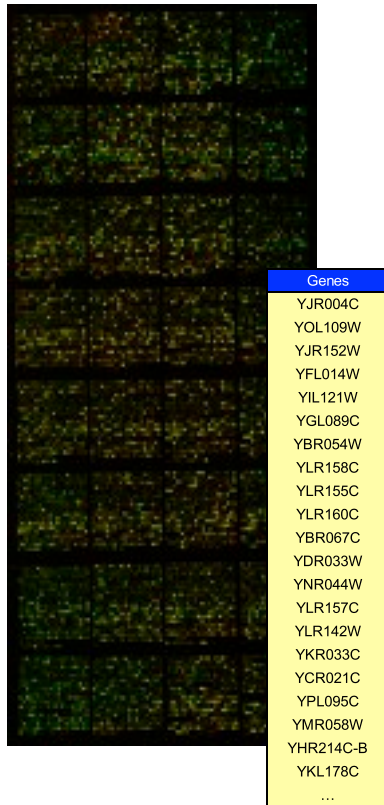 Genes
YJR004C
YOL109W
YJR152W
YFL014W
YIL121W
YGL089C
YBR054W
YLR158C
YLR155C
YLR160C
YBR067C
YDR033W
YNR044W
YLR157C
YLR142W
YKR033C
YCR021C
YPL095C
YMR058W
YHR214C-B
YKL178C
...